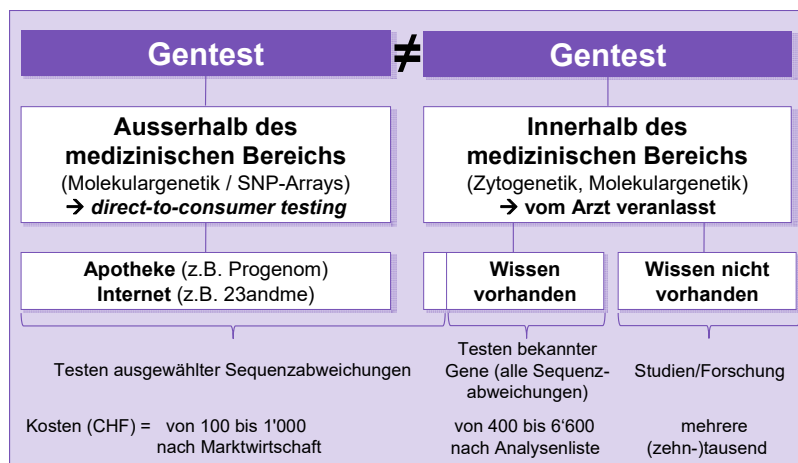 Gentest
≠
Gentest
Ausserhalb des
medizinischen Bereichs
(Molekulargenetik / SNP-Arrays)
→ direct-to-consumer testing
Innerhalb des
medizinischen Bereichs
(Zytogenetik, Molekulargenetik)
→ vom Arzt veranlasst
Apotheke (z.B. Progenom)
Internet (z.B. 23andme)
Wissen
vorhanden
Wissen nicht
vorhanden
Testen ausgewählter Sequenzabweichungen
Testen bekannter
Gene (alle Sequenz-
abweichungen)
Studien/Forschung
Kosten (CHF) = von 100 bis 1'000
nach Marktwirtschaft
von 400 bis 6‘600
nach Analysenliste
mehrere
(zehn-)tausend